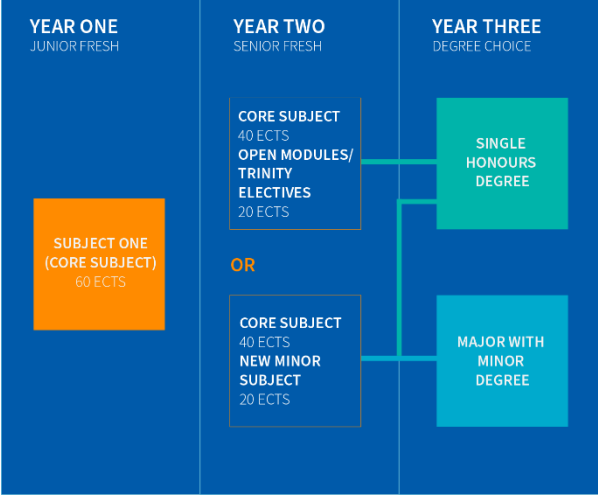 YEAR ONE
JUNIOR FRESH
SUBJECT ONE
(CORE SUBJECT)
60 ECTS
YEAR TWO
SENIOR FRESH
CORE SUBJECT
40 ECTS
OPEN MODULES/
TRINITY
ELECTIVES
20 ECTS
OR
CORE SUBJECT
40 ECTS
NEW MINOR
SUBJECT
20 ECTS
YEAR THREE
DEGREE CHOICE
SINGLE
HONOURS
DEGREE
MAJOR WITH
MINOR
DEGREE